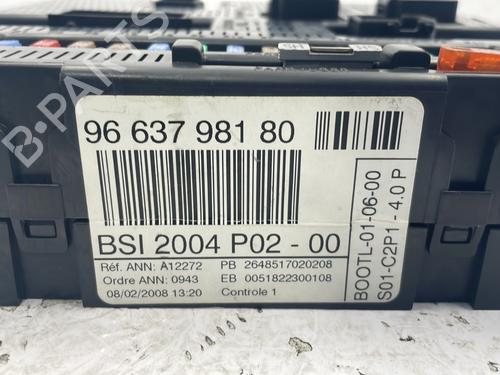 SH
96 637 981 80
BSI 2004 P02 - 00
Réf. ANN: A12272 PB 2648517020208
Ordre ANN: 0943 EB 0051822300108
08/02/2008 13:20 Controle 1
BOOTL-01-06-00
S01-C2P1 - 4.0 P
B-PARTS